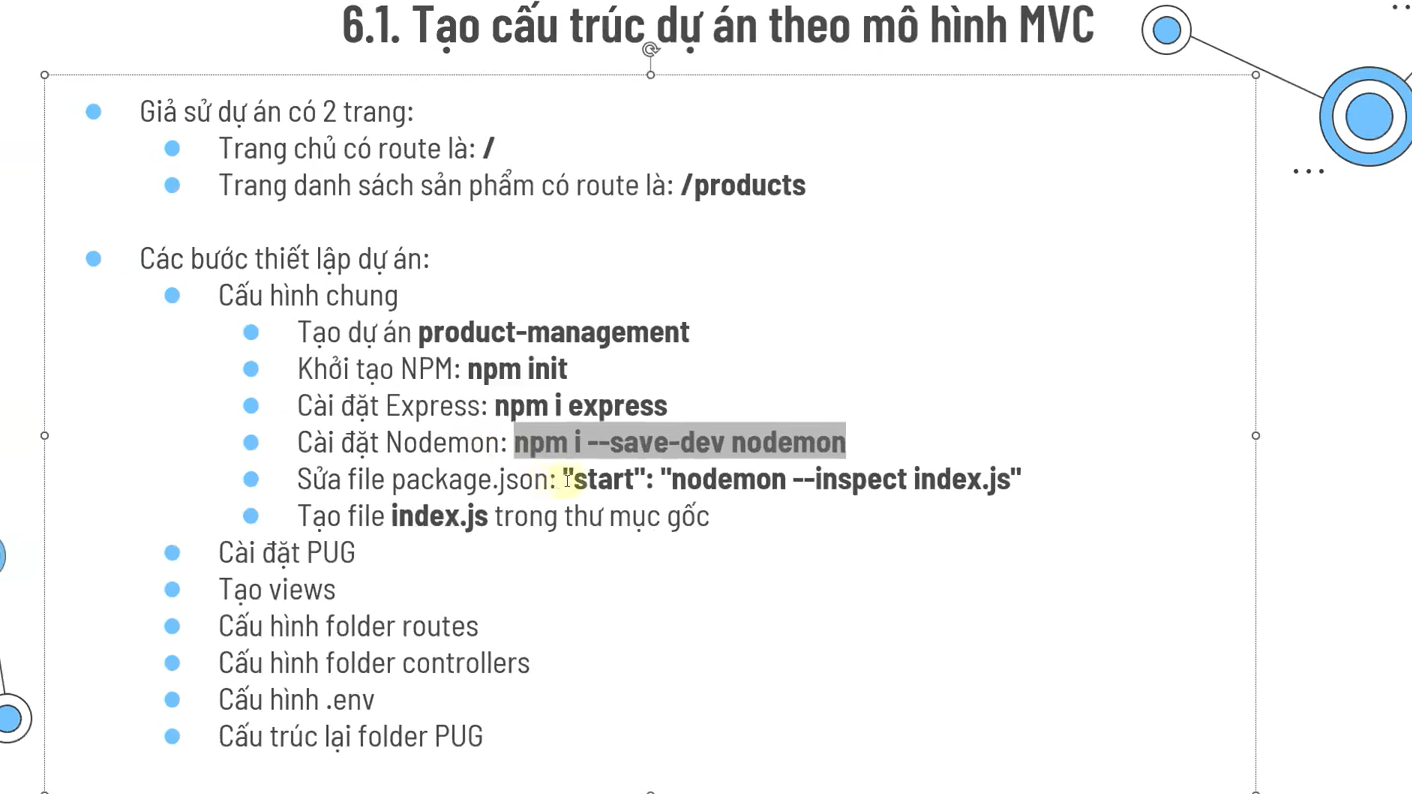 6.1. Tạo cấu trúc dự án theo mô hình MVC
Giả sử dự án có 2 trang:
Trang chủ có route là: /
Trang danh sách sản phẩm có route là: /products
Các bước thiết lập dự án:
Cấu hình chung
Tạo dự án product-management
Khởi tạo NPM: npm init
Cài đặt Express: npm i express
Cài đặt Nodemon: npm i --save-dev nodemon
Sửa file package.json: "start": "nodemon --inspect index.js"
Tạo file index.js trong thư mục gốc
Cài đặt PUG
Tạo views
Cấu hình folder routes
Cấu hình folder controllers
Cấu hình .env
Cấu trúc lại folder PUG